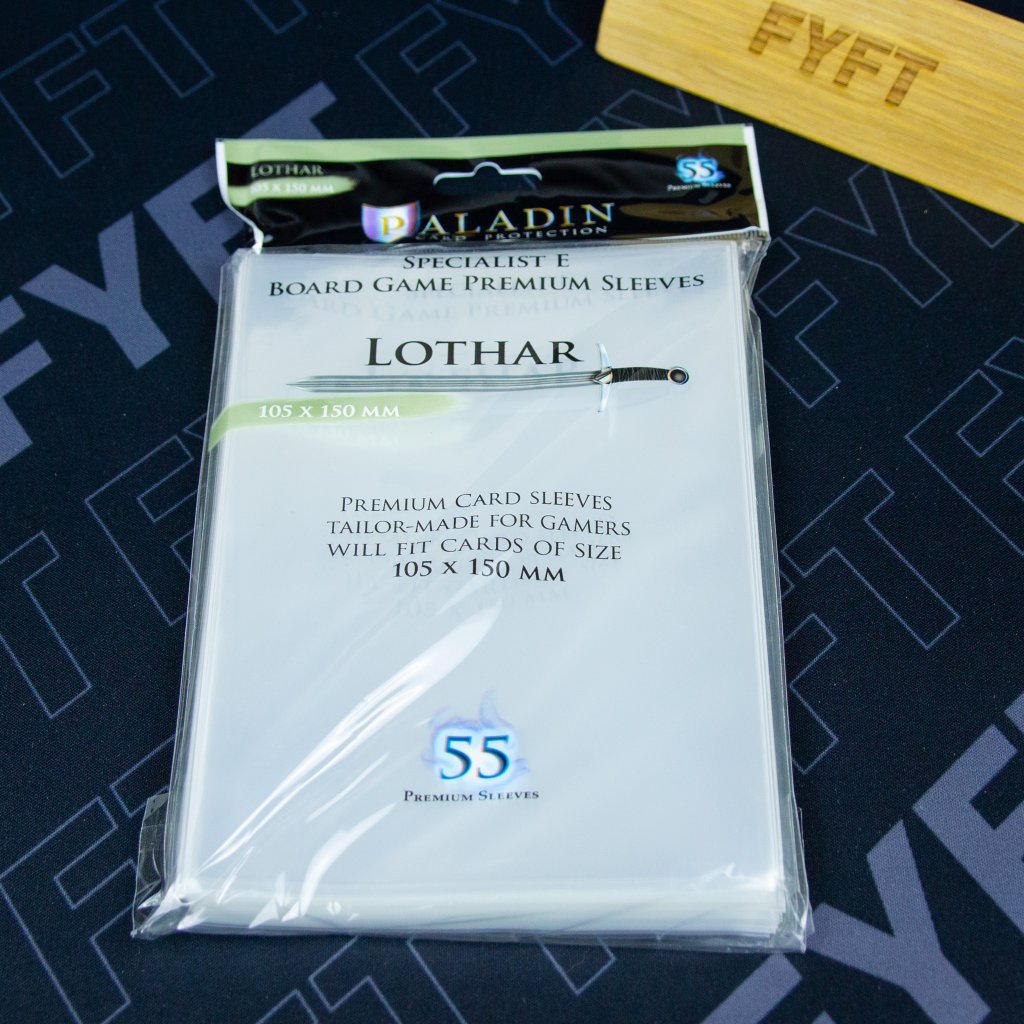 FYFT
LOTHAR
105 X 150 MM
55
PREMIUM SLEEVES
PALADIN
CARD PROTECTION
SPECIALIST E
BOARD GAME PREMIUM SLEEVES
LOTHAR
105 X 150 MM
PREMIUM CARD SLEEVES
TAILOR-MADE FOR GAMERS
WILL FIT CARDS OF SIZE
105 X 150 MM
55
PREMIUM SLEEVES
FYFT